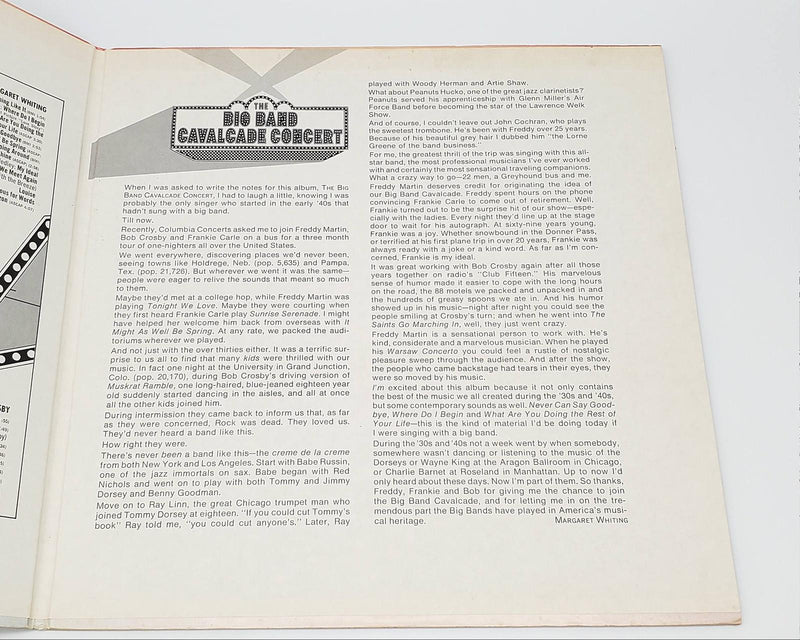 GARET WHITING
Where Do I Begin
Are You Doing the
Goodbye
Be Spring
Sunshine
My Ideal
We Meet Again
Louise
for Words
SBY
THE
BIG BAND
CAVALCADE CONCERT
When I was asked to write the notes for this album, THE BIG
BAND CAVALCADE CONCERT, I had to laugh a little, knowing I was
probably the only singer who started in the early '40s that
hadn't sung with a big band.
Till now.
Recently, Columbia Concerts asked me to join Freddy Martin,
Bob Crosby and Frankie Carle on a bus for a three month
tour of one-nighters all over the United States.
We went everywhere, discovering places we'd never been,
seeing towns like Holdrege, Neb. (pop. 5,635) and Pampa,
Tex. (pop. 21,726). But wherever we went it was the same—
people were eager to relive the sounds that meant so much
to them.
Maybe they'd met at a college hop, while Freddy Martin was
playing Tonight We Love. Maybe they were courting when
they first heard Frankie Carle play Sunrise Serenade. I might
have helped her welcome him back from overseas with It
Might As Well Be Spring. At any rate, we packed the audi-
toriums wherever we played.
And not just with the over thirties either. It was a terrific sur-
prise to us all to find that many kids were thrilled with our
music. In fact one night at the University in Grand Junction,
Colo. (pop. 20,170), during Bob Crosby's driving version of
Muskrat Ramble, one long-haired, blue-jeaned eighteen year
old suddenly started dancing in the aisles, and all at once
all the other kids joined him.
During intermission they came back to inform us that, as far
as they were concerned, Rock was dead. They loved us.
They'd never heard a band like this.
How right they were.
There's never been a band like this—the creme de la creme
from both New York and Los Angeles. Start with Babe Russin,
one of the jazz immortals on sax. Babe began with Red
Nichols and went on to play with both Tommy and Jimmy
Dorsey and Benny Goodman.
Move on to Ray Linn, the great Chicago trumpet man who
joined Tommy Dorsey at eighteen. "If you could cut Tommy's
book" Ray told me, "you could cut anyone's." Later, Ray
played with Woody Herman and Artie Shaw.
What about Peanuts Hucko, one of the great jazz clarinetists?
Peanuts served his apprenticeship with Glenn Miller's Air
Force Band before becoming the star of the Lawrence Welk
Show.
And of course, I couldn't leave out John Cochran, who plays
the sweetest trombone. He's been with Freddy over 25 years.
Because of his beautiful grey hair I dubbed him "the Lorne
Greene of the band business."
For me, the greatest thrill of the trip was singing with this all-
star band, the most professional musicians I've ever worked
with and certainly the most sensational traveling companions.
What a crazy way to go—22 men, a Greyhound bus and me.
Freddy Martin deserves credit for originating the idea of
our Big Band Cavalcade. Freddy spent hours on the phone
convincing Frankie Carle to come out of retirement. Well,
Frankie turned out to be the surprise hit of our show—espe-
cially with the ladies. Every night they'd line up at the stage
door to wait for his autograph. At sixty-nine years young,
Frankie was a joy. Whether snowbound in the Donner Pass,
or terrified at his first plane trip in over 20 years, Frankie was
always ready with a joke or a kind word. As far as I'm con-
cerned, Frankie is my ideal.
It was great working with Bob Crosby again after all those
years together on radio's "Club Fifteen." His marvelous
sense of humor made it easier to cope with the long hours
on the road, the 88 motels we packed and unpacked in and
the hundreds of greasy spoons we ate in. And his humor
showed up in his music—night after night you could see the
people smiling at Crosby's turn; and when he went into The
Saints Go Marching In, well, they just went crazy.
Freddy Martin is a sensational person to work with. He's
kind, considerate and a marvelous musician. When he played
his Warsaw Concerto you could feel a rustle of nostalgic
pleasure sweep through the audience. And after the show,
the people who came backstage had tears in their eyes, they
were so moved by his music.
I'm excited about this album because it not only contains
the best of the music we all created during the '30s and '40s,
but some contemporary sounds as well. Never Can Say Good-
bye, Where Do I Begin and What Are You Doing the Rest of
Your Life—this is the kind of material I'd be doing today if
I were singing with a big band.
During the '30s and '40s not a week went by when somebody,
somewhere wasn't dancing or listening to the music of the
Dorseys or Wayne King at the Aragon Ballroom in Chicago,
or Charlie Barnet at Roseland in Manhattan. Up to now I'd
only heard about these days. Now I'm part of them. So thanks,
Freddy, Frankie and Bob for giving me the chance to join
the Big Band Cavalcade, and for letting me in on the tre-
mendous part the Big Bands have played in America's musi-
cal heritage.
MARGARET WHITING